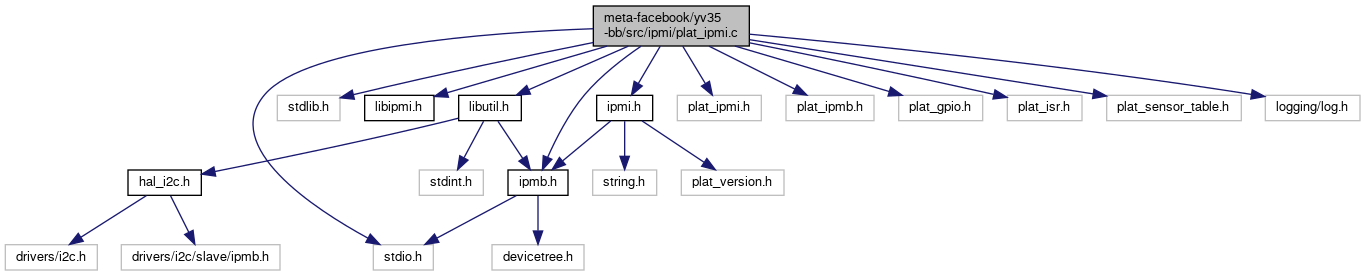 meta-facebook/yv35
-bb/src/ipmi/plat_ipmi.c
stdlib.h
libipmi.h
libutil.h
ipmi.h
plat_ipmi.h
plat_ipmb.h
plat_gpio.h
plat_isr.h
plat_sensor_table.h
logging/log.h
hal_i2c.h
stdint.h
ipmb.h
string.h
plat_version.h
drivers/i2c.h
drivers/i2c/slave/ipmb.h
stdio.h
devicetree.h